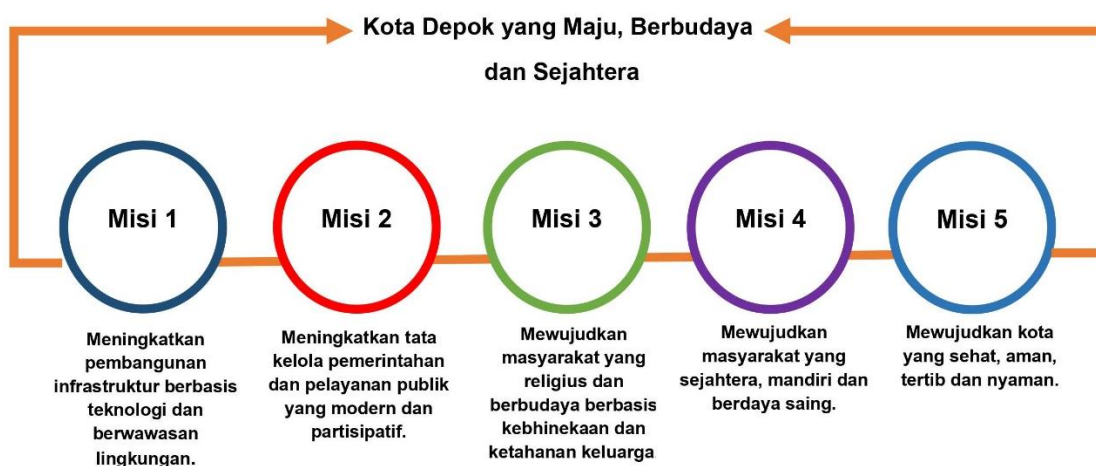 Kota Depok yang Maju, Berbudaya
dan Sejahtera
Misi 1
Meningkatkan
pembangunan
infrastruktur berbasis
teknologi dan
berwawasan
lingkungan.
Misi 2
Meningkatkan tata
kelola pemerintahan
dan pelayanan publik
yang modern dan
partisipatif.
Misi 3
Mewujudkan
masyarakat yang
religius dan
berbudaya berbasis
kebhinekaan dan
ketahanan keluarga
Misi 4
Mewujudkan
masyarakat yang
sejahtera, mandiri dan
berdaya saing.
Misi 5
Mewujudkan kota
yang sehat, aman,
tertib dan nyaman.